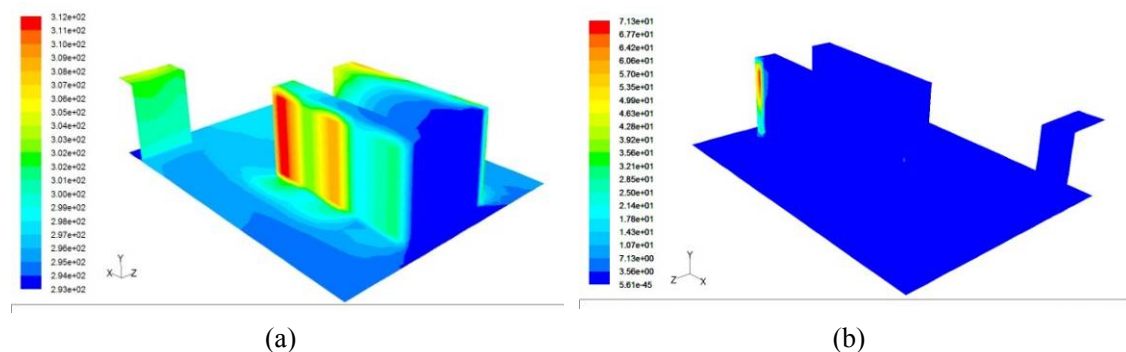 3.12e+02
3.11e+02
3.10e+02
3.09e+02
3.08e+02
3.07e+02
3.06e+02
3.05e+02
3.04e+02
3.03e+02
3.02e+02
3.02e+02
3.01e+02
3.00e+02
2.99e+02
2.98e+02
2.97e+02
2.96e+02
2.95e+02
2.94e+02
2.93e+02
Y
X Z
(a)
7.13e+01
6.77e+01
6.42e+01
6.06e+01
5.70e+01
5.35e+01
4.99e+01
4.63e+01
4.28e+01
3.92e+01
3.56e+01
3.21e+01
2.85e+01
2.50e+01
2.14e+01
1.78e+01
1.43e+01
1.07e+01
7.13e+00
3.56e+00
5.61e-45
Y
Z X
(b)